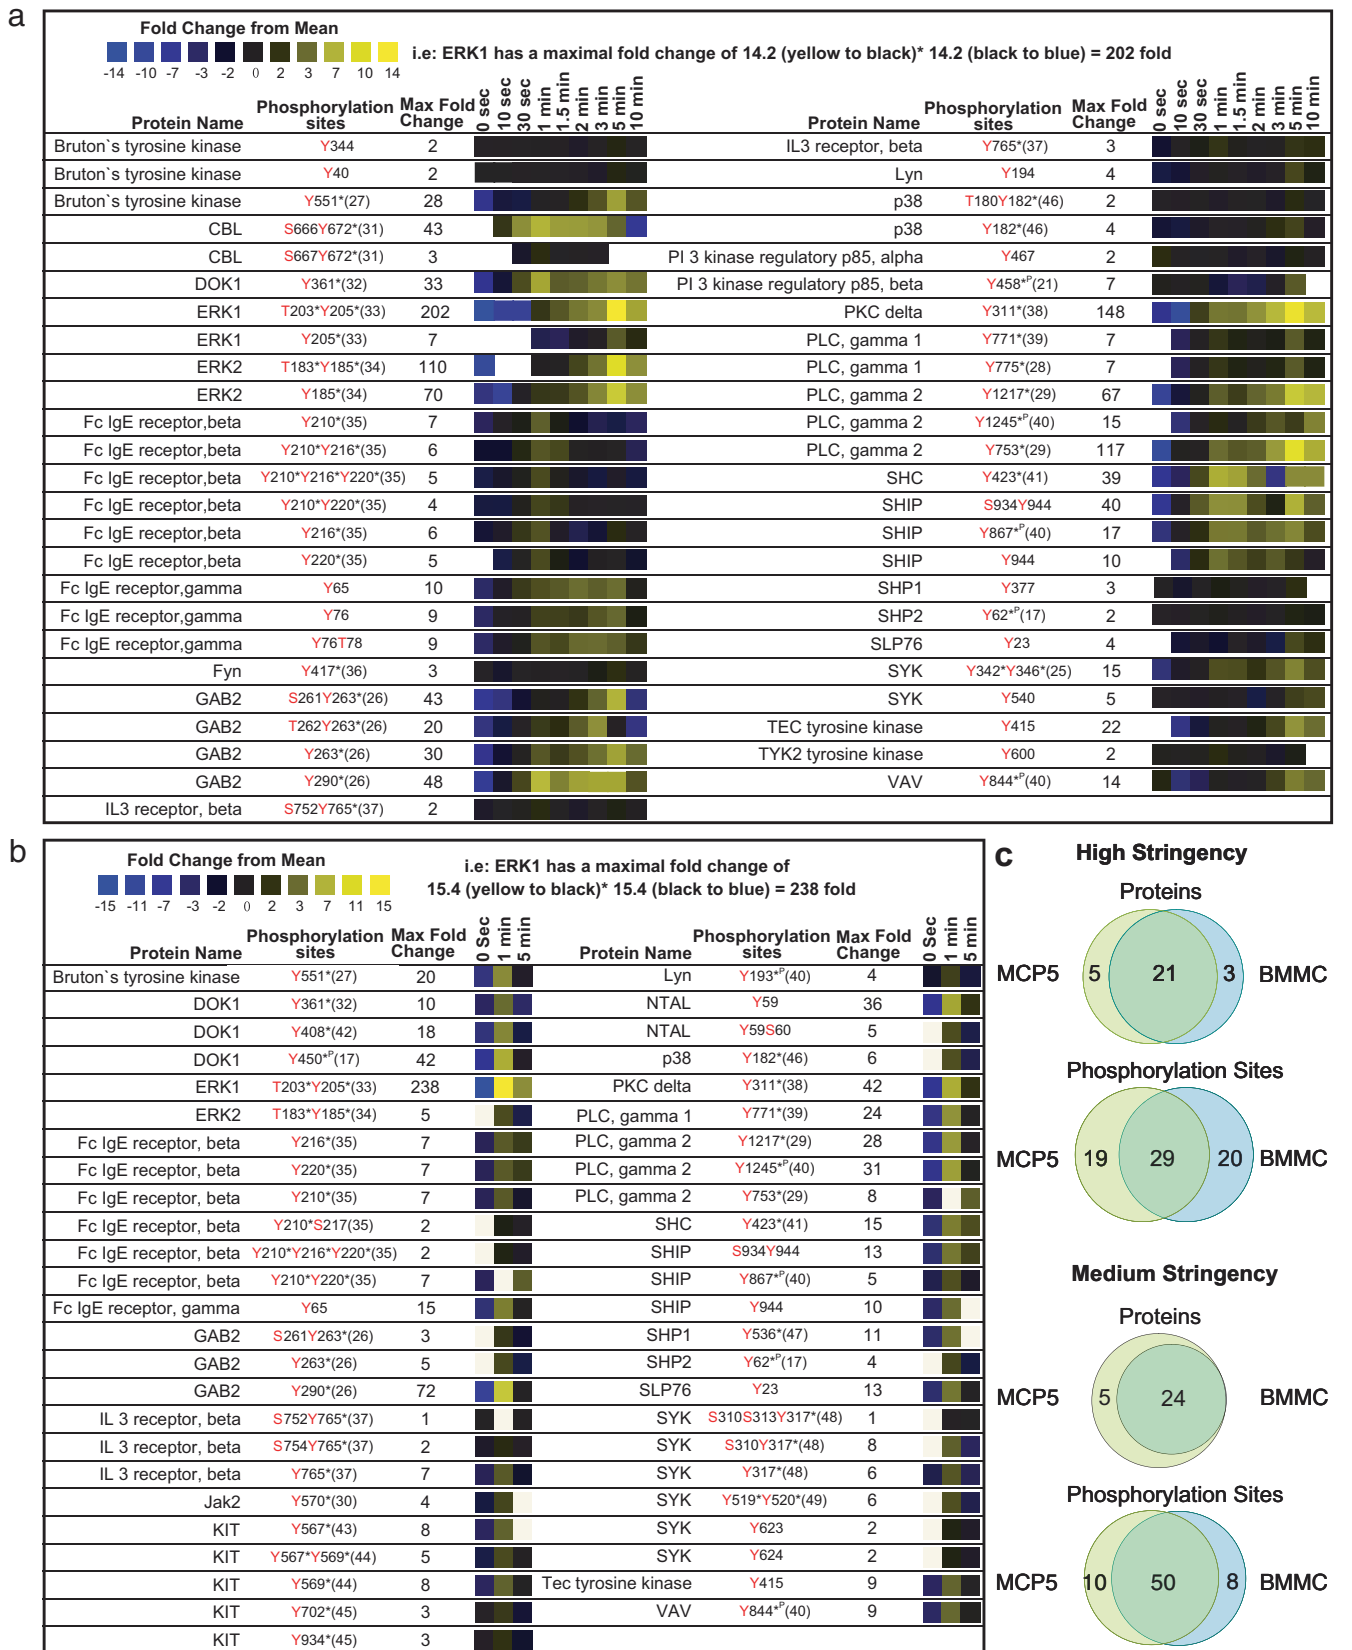 a
Fold Change from Mean
-14 -10 -7 -3 -2 0 2 3 7 10 14
i.e: ERK1 has a maximal fold change of 14.2 (yellow to black)* 14.2 (black to blue) = 202 fold
Protein Name Phosphorylation sites Max Fold Change 0 sec 10 sec 30 sec 1 min 1.5 min 2 min 3 min 5 min 10 min
Bruton`s tyrosine kinase Y344 2
Bruton`s tyrosine kinase Y40 2
Bruton`s tyrosine kinase Y551*(27) 28
CBL S666Y672*(31) 43
CBL S667Y672*(31) 3
DOK1 Y361*(32) 33
ERK1 T203*Y205*(33) 202
ERK1 Y205*(33) 7
ERK2 T183*Y185*(34) 110
ERK2 Y185*(34) 70
Fc IgE receptor,beta Y210*(35) 7
Fc IgE receptor,beta Y210*Y216*(35) 6
Fc IgE receptor,beta Y210*Y216*Y220*(35) 5
Fc IgE receptor,beta Y210*Y220*(35) 4
Fc IgE receptor,beta Y216*(35) 6
Fc IgE receptor,beta Y220*(35) 5
Fc IgE receptor,gamma Y65 10
Fc IgE receptor,gamma Y76 9
Fc IgE receptor,gamma Y76T78 9
Fyn Y417*(36) 3
GAB2 S261Y263*(26) 43
GAB2 T262Y263*(26) 20
GAB2 Y263*(26) 30
GAB2 Y290*(26) 48
IL3 receptor, beta S752Y765*(37) 2
Protein Name Phosphorylation sites Max Fold Change 0 sec 10 sec 30 sec 1 min 1.5 min 2 min 3 min 5 min 10 min
IL3 receptor, beta Y765*(37) 3
Lyn Y194 4
p38 T180Y182*(46) 2
p38 Y182*(46) 4
PI 3 kinase regulatory p85, alpha Y467 2
PI 3 kinase regulatory p85, beta Y458*ᴾ(21) 7
PKC delta Y311*(38) 148
PLC, gamma 1 Y771*(39) 7
PLC, gamma 1 Y775*(28) 7
PLC, gamma 2 Y1217*(29) 67
PLC, gamma 2 Y1245*ᴾ(40) 15
PLC, gamma 2 Y753*(29) 117
SHC Y423*(41) 39
SHIP S934Y944 40
SHIP Y867*ᴾ(40) 17
SHIP Y944 10
SHP1 Y377 3
SHP2 Y62*ᴾ(17) 2
SLP76 Y23 4
SYK Y342*Y346*(25) 15
SYK Y540 5
TEC tyrosine kinase Y415 22
TYK2 tyrosine kinase Y600 2
VAV Y844*ᴾ(40) 14
b
Fold Change from Mean
-15 -11 -7 -3 -2 0 2 3 7 11 15
i.e: ERK1 has a maximal fold change of
15.4 (yellow to black)* 15.4 (black to blue) = 238 fold
Protein Name Phosphorylation sites Max Fold Change 0 Sec 1 min 5 min
Bruton`s tyrosine kinase Y551*(27) 20
DOK1 Y361*(32) 10
DOK1 Y408*(42) 18
DOK1 Y450*ᴾ(17) 42
ERK1 T203*Y205*(33) 238
ERK2 T183*Y185*(34) 5
Fc IgE receptor, beta Y216*(35) 7
Fc IgE receptor, beta Y220*(35) 7
Fc IgE receptor, beta Y210*(35) 7
Fc IgE receptor, beta Y210*S217(35) 2
Fc IgE receptor, beta Y210*Y216*Y220*(35) 2
Fc IgE receptor, beta Y210*Y220*(35) 7
Fc IgE receptor, gamma Y65 15
GAB2 S261Y263*(26) 3
GAB2 Y263*(26) 5
GAB2 Y290*(26) 72
IL 3 receptor, beta S752Y765*(37) 1
IL 3 receptor, beta S754Y765*(37) 2
IL 3 receptor, beta Y765*(37) 7
Jak2 Y570*(30) 4
KIT Y567*(43) 8
KIT Y567*Y569*(44) 5
KIT Y569*(44) 8
KIT Y702*(45) 3
KIT Y934*(45) 3
Protein Name Phosphorylation sites Max Fold Change 0 Sec 1 min 5 min
Lyn Y193*ᴾ(40) 4
NTAL Y59 36
NTAL Y59S60 5
p38 Y182*(46) 6
PKC delta Y311*(38) 42
PLC, gamma 1 Y771*(39) 24
PLC, gamma 2 Y1217*(29) 28
PLC, gamma 2 Y1245*ᴾ(40) 31
PLC, gamma 2 Y753*(29) 8
SHC Y423*(41) 15
SHIP S934Y944 13
SHIP Y867*ᴾ(40) 5
SHIP Y944 10
SHP1 Y536*(47) 11
SHP2 Y62*ᴾ(17) 4
SLP76 Y23 13
SYK S310S313Y317*(48) 1
SYK S310Y317*(48) 8
SYK Y317*(48) 6
SYK Y519*Y520*(49) 6
SYK Y623 2
SYK Y624 2
Tec tyrosine kinase Y415 9
VAV Y844*ᴾ(40) 9
c
High Stringency
Proteins
MCP5 5 21 3 BMMC
Phosphorylation Sites
MCP5 19 29 20 BMMC
Medium Stringency
Proteins
MCP5 5 24 BMMC
Phosphorylation Sites
MCP5 10 50 8 BMMC